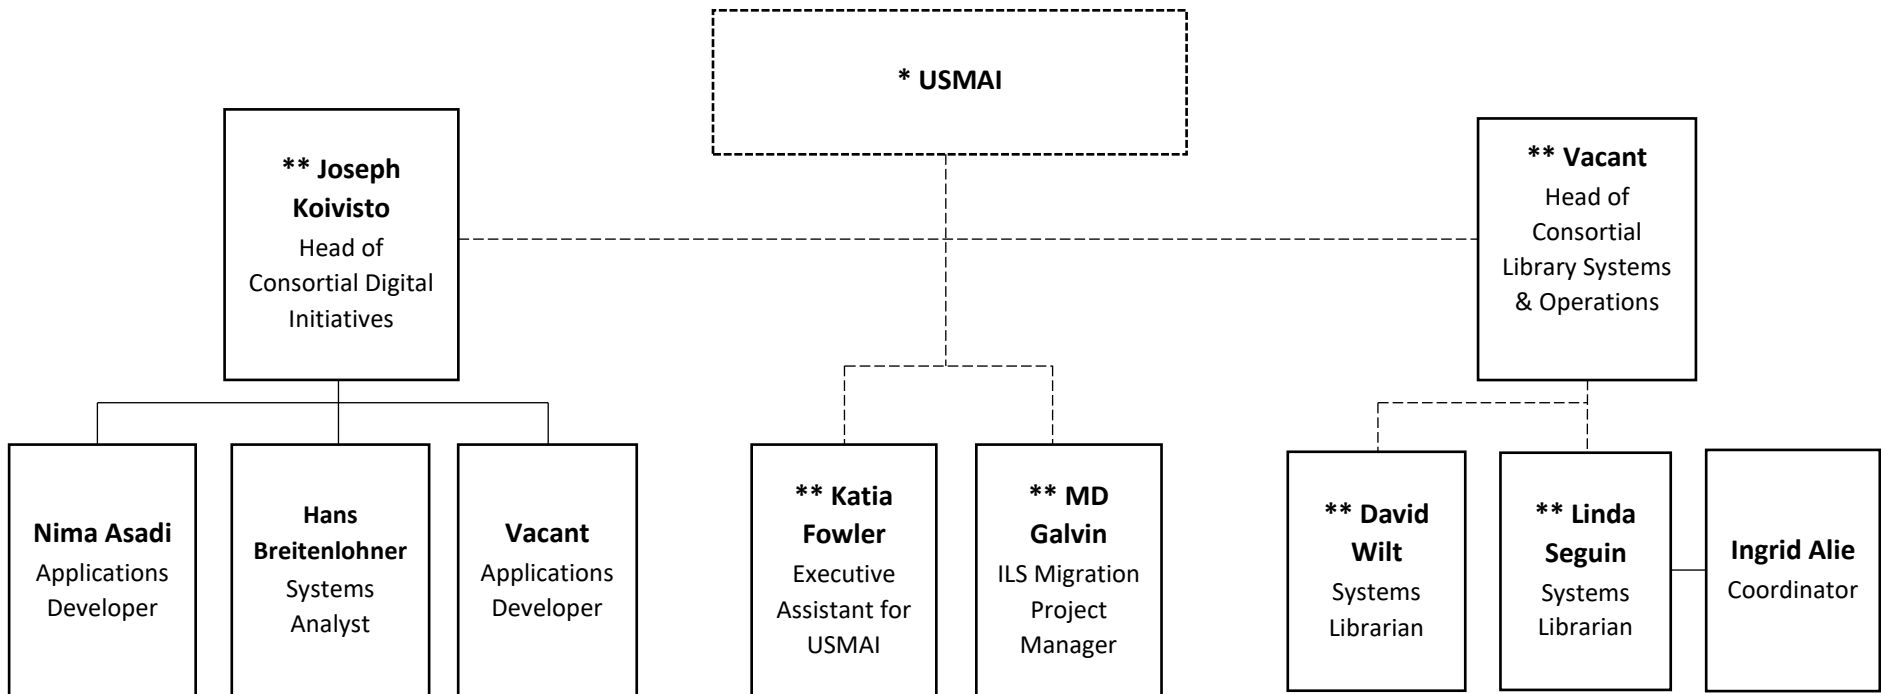 * USMAI
** Joseph
Koivisto
Head of
Consortial Digital
Initiatives
** Vacant
Head of
Consortial
Library Systems
& Operations
Nima Asadi
Applications
Developer
Hans
Breitenlohner
Systems
Analyst
Vacant
Applications
Developer
** Katia
Fowler
Executive
Assistant for
USMAI
** MD
Galvin
ILS Migration
Project
Manager
** David
Wilt
Systems
Librarian
** Linda
Seguin
Systems
Librarian
Ingrid Alie
Coordinator